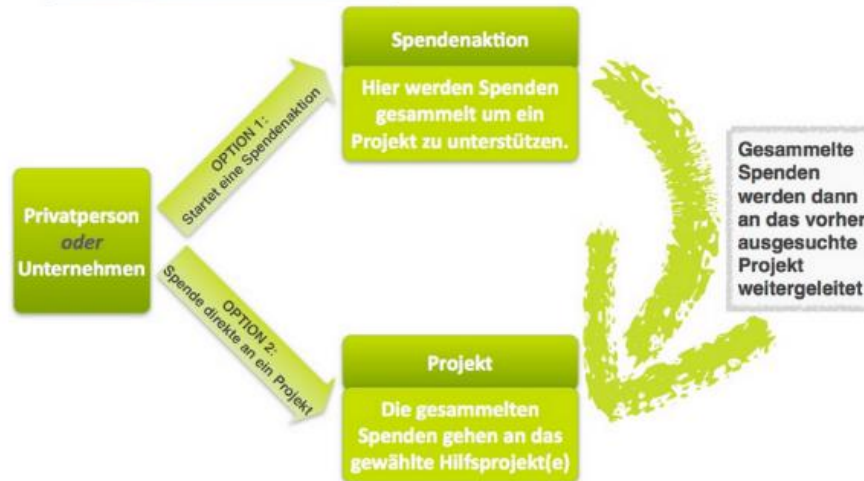 Spendenaktion
Hier werden Spenden
gesammelt um ein
Projekt zu unterstützen.
OPTION 1:
Startet eine Spendenaktion
Privatperson
oder
Unternehmen
OPTION 2:
Spende direkte an ein Projekt
Projekt
Die gesammelten
Spenden gehen an das
gewählte Hilfsprojekt(e)
Gesammelte
Spenden
werden dann
an das vorher
ausgesuchte
Projekt
weitergeleitet